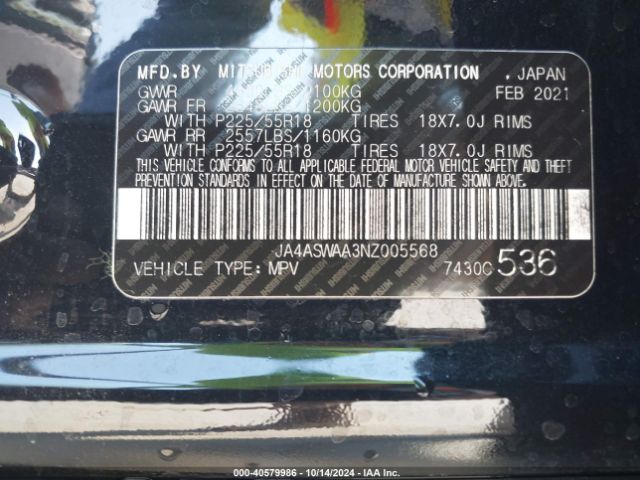 MFD.BY MITSUBISHI MOTORS CORPORATION , JAPAN
GVWR 100KG FEB 2021
GAWR FR 1200KG
WITH P225/55R18 TIRES 18X7.0J RIMS
GAWR RR 2557LBS/1160KG
WITH P225/55R18 TIRES 18X7.0J RIMS
THIS VEHICLE CONFORMS TO ALL APPLICABLE FEDERAL MOTOR VEHICLE SAFETY AND THEFT
PREVENTION STANDARDS IN EFFECT ON THE DATE OF MANUFACTURE SHOWN ABOVE.
JA4ASWAA3NZ005568
VEHICLE TYPE: MPV 7430C 536
000-40579986 - 10/14/2024 - IAA Inc.